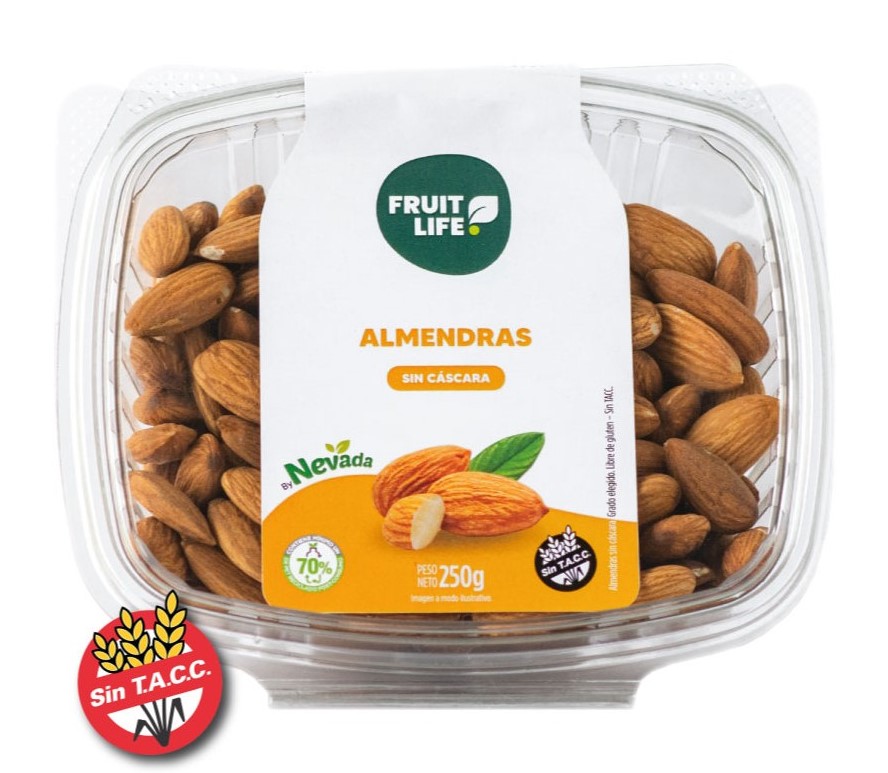 FRUIT
LIFE
ALMENDRAS
SIN CÁSCARA
By Nevada
70%
PESO
NETO 250g
Imagen a modo ilustrativo.
Sin T.A.C.C.
Almendras sin cáscara. Grado elegido. Libre de gluten - Sin TACC.
Sin T.A.C.C.